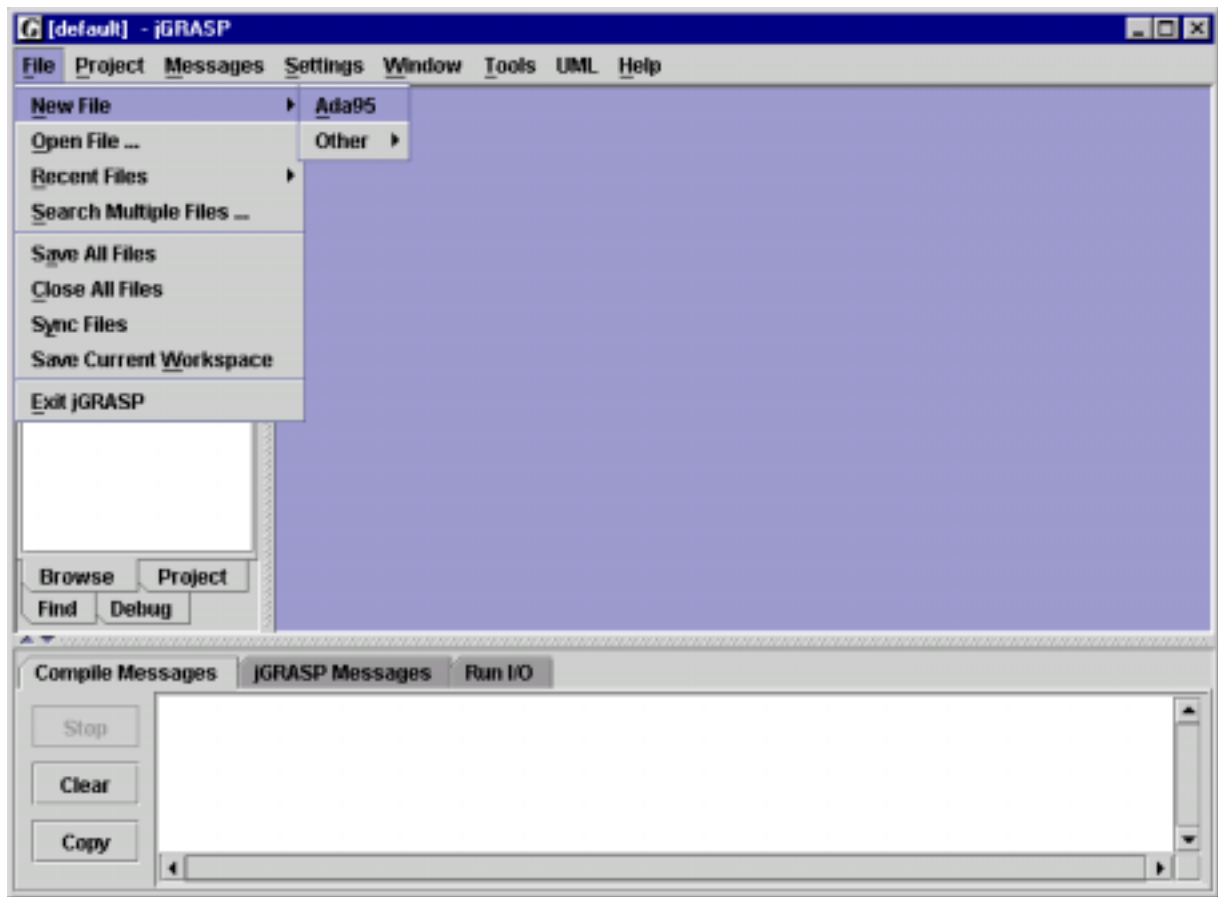 [default] - jGRASP
File Project Messages Settings Window Tools UML Help
New File Ada95
Open File ... Other
Recent Files
Search Multiple Files ...
Save All Files
Close All Files
Sync Files
Save Current Workspace
Exit jGRASP
Browse Project
Find Debug
Compile Messages jGRASP Messages Run I/O
Stop
Clear
Copy